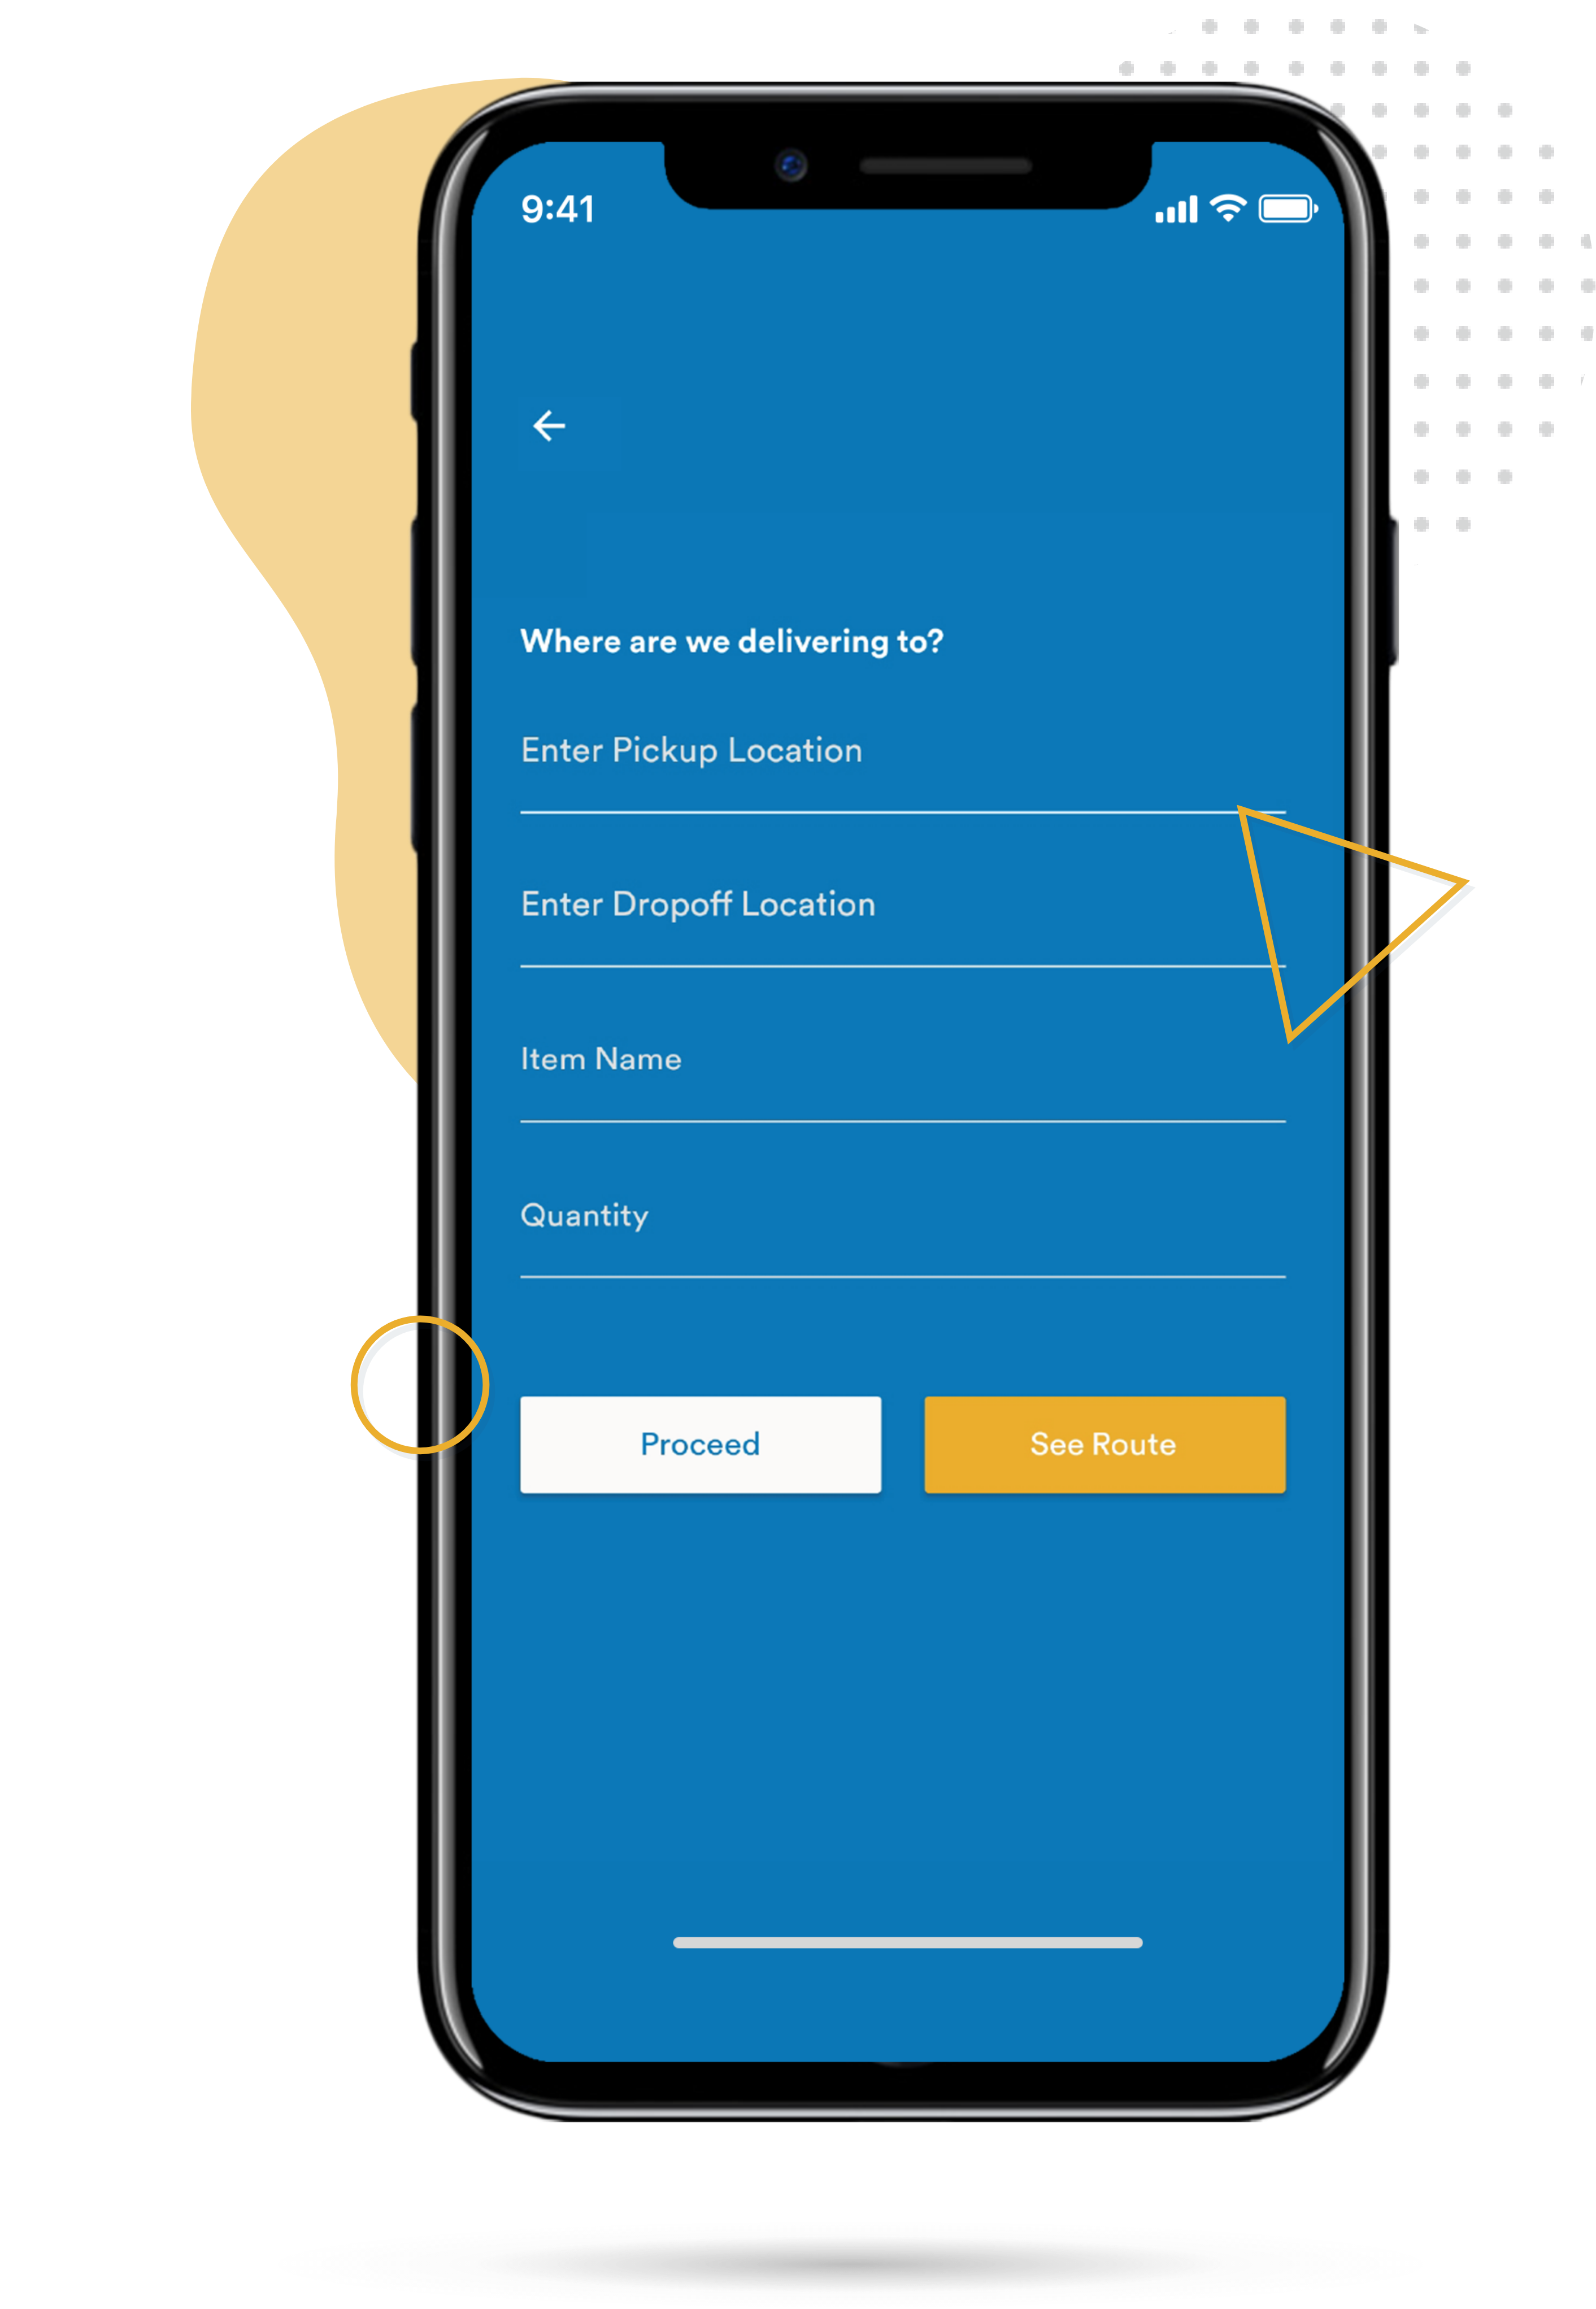 9:41
Where are we delivering to?
Enter Pickup Location
Enter Dropoff Location
Item Name
Quantity
Proceed
See Route